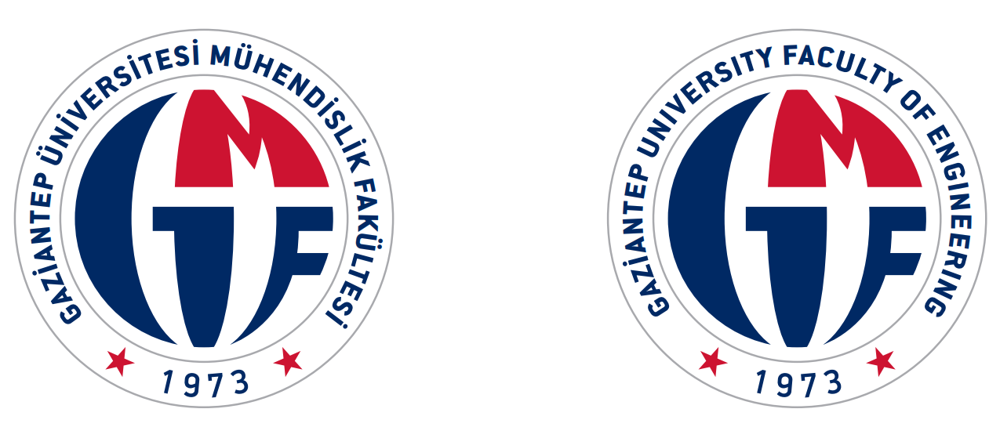 GAZİANTEP ÜNİVERSİTESİ MÜHENDİSLİK FAKÜLTESİ
1973
GAZİANTEP UNIVERSITY FACULTY OF ENGINEERING
1973